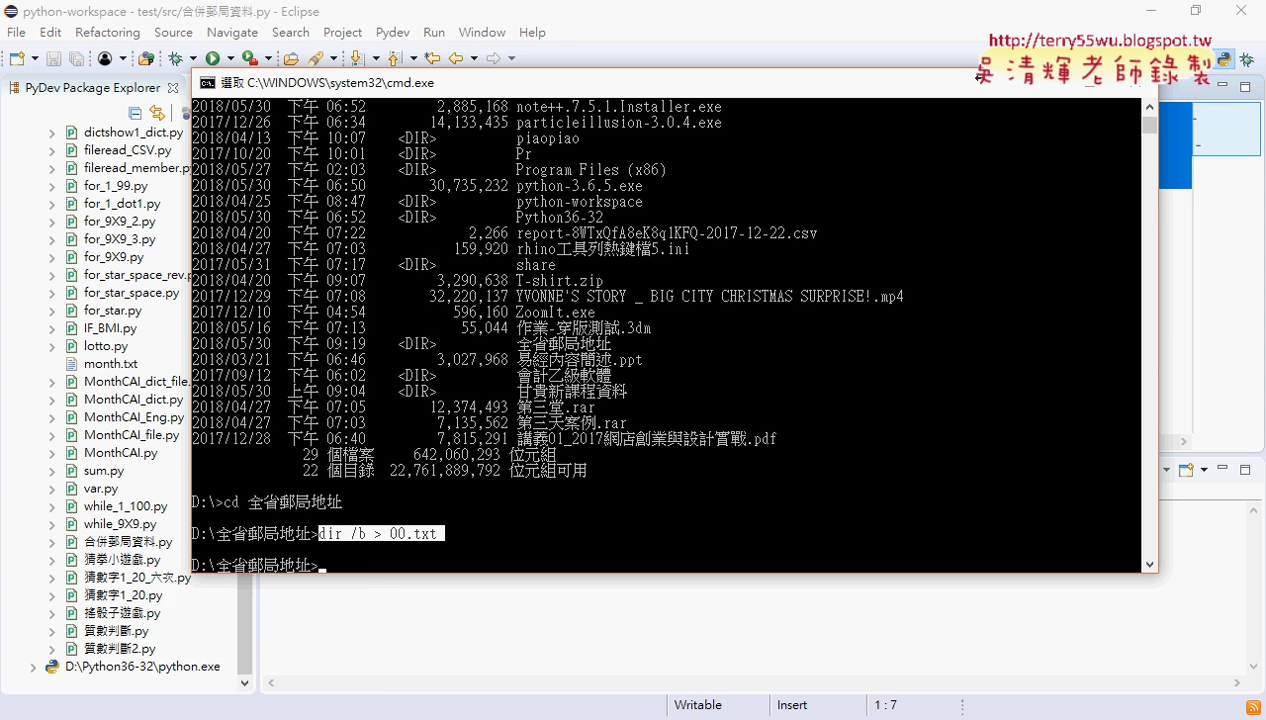 python-workspace - test/src/合併郵局資料.py - Eclipse
File Edit Refactoring Source Navigate Search Project Pydev Run Window Help
http://terry55wu.blogspot.tw
吳清輝老師錄製
PyDev Package Explorer
dictshow1_dict.py
fileread_CSV.py
fileread_member.p
for_1_99.py
for_1_dot1.py
for_9X9_2.py
for_9X9_3.py
for_9X9.py
for_star_space_rev.
for_star_space.py
for_star.py
IF_BMI.py
lotto.py
month.txt
MonthCAI_dict_file.
MonthCAI_dict.py
MonthCAI_Eng.py
MonthCAI_file.py
MonthCAI.py
sum.py
var.py
while_1_100.py
while_9X9.py
合併郵局資料.py
猜拳小遊戲.py
猜數字1_20_六次.py
猜數字1_20.py
搖骰子遊戲.py
質數判斷.py
質數判斷2.py
D:\Python36-32\python.exe
選取 C:\WINDOWS\system32\cmd.exe
2018/05/30 下午 06:52 2,885,168 note++.7.5.1.Installer.exe
2017/12/26 下午 06:34 14,133,435 particleillusion-3.0.4.exe
2018/04/13 下午 10:07 <DIR> piaopiao
2017/10/20 下午 10:01 <DIR> Pr
2018/05/27 下午 02:03 <DIR> Program Files (x86)
2018/05/30 下午 06:50 30,735,232 python-3.6.5.exe
2018/04/25 下午 08:47 <DIR> python-workspace
2018/05/30 下午 06:52 <DIR> Python36-32
2018/04/20 下午 07:22 2,266 report-8WTxQfA8eK8q1KFQ-2017-12-22.csv
2018/04/27 下午 07:03 159,920 rhino工具列熱鍵檔5.ini
2017/05/31 下午 07:17 <DIR> share
2018/04/20 下午 09:07 3,290,638 T-shirt.zip
2017/12/29 下午 07:08 32,220,137 YVONNE'S STORY _ BIG CITY CHRISTMAS SURPRISE!.mp4
2017/12/10 下午 04:54 596,160 ZoomIt.exe
2018/05/16 下午 07:13 55,044 作業-穿版測試.3dm
2018/05/30 下午 09:19 <DIR> 全省郵局地址
2018/03/21 下午 06:46 3,027,968 易經內容簡述.ppt
2017/09/12 下午 06:02 <DIR> 會計乙級軟體
2018/05/30 上午 09:04 <DIR> 甘貴新課程資料
2018/04/27 下午 07:05 12,374,493 第三堂.rar
2018/04/27 下午 07:03 7,135,562 第三天案例.rar
2017/12/28 下午 06:40 7,815,291 講義01_2017網店創業與設計實戰.pdf
29 個檔案 642,060,293 位元組
22 個目錄 22,761,889,792 位元組可用
D:\>cd 全省郵局地址
D:\全省郵局地址>dir /b > 00.txt
D:\全省郵局地址>
Writable Insert 1 : 7